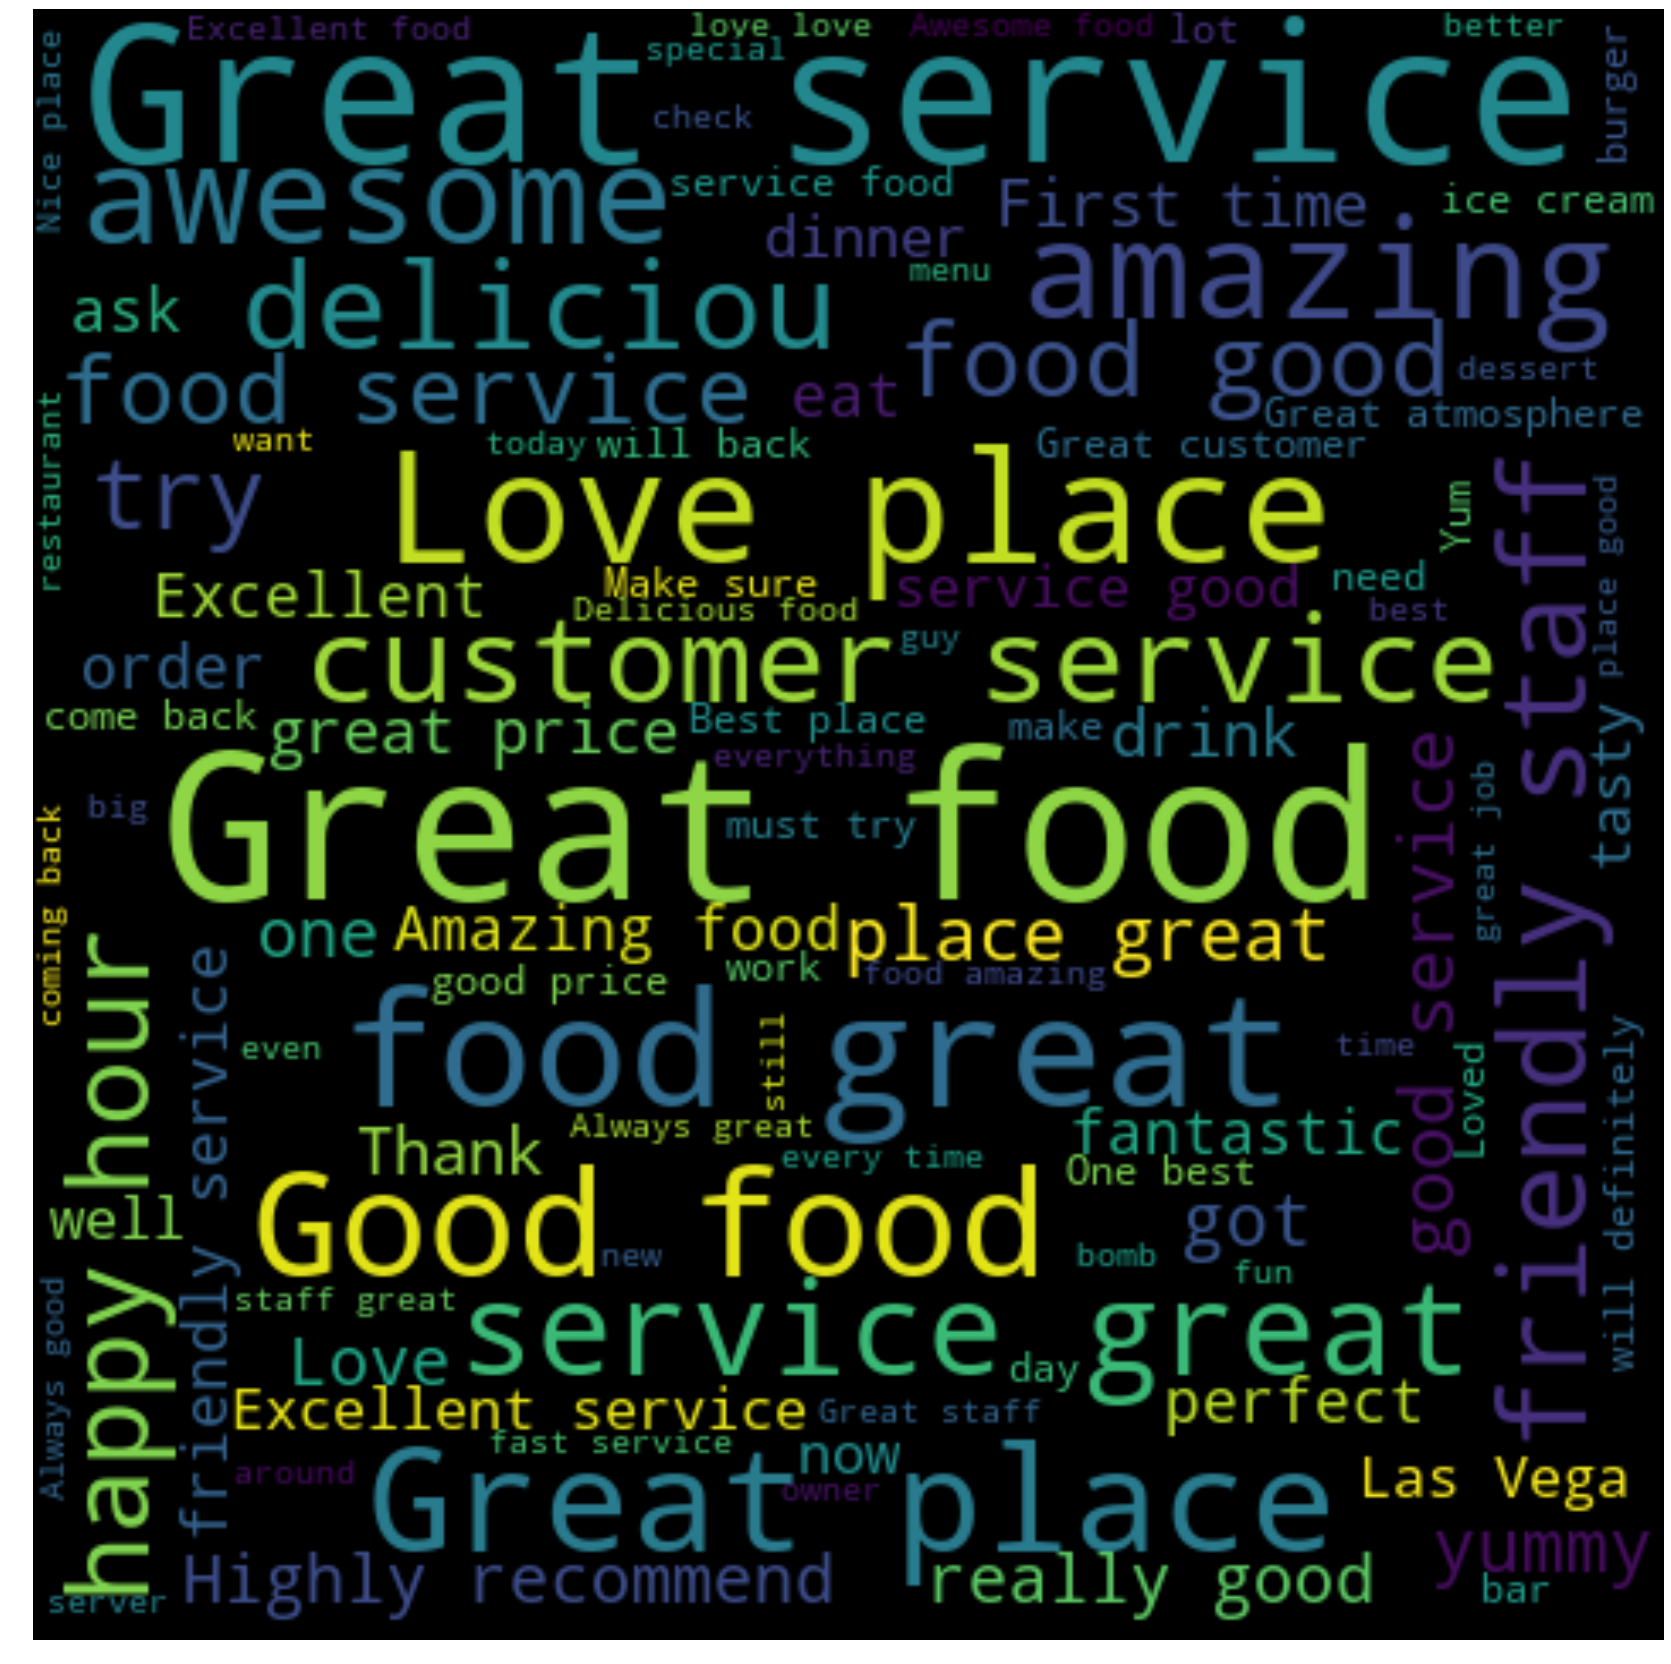 Excellent food
love love
Awesome food
lot
better
Nice place
Great service
special
check
burger
awesome
service food
First time
ice cream
dinner
amazing
menu
ask
deliciou
food good
food service
eat
dessert
Great atmosphere
restaurant
want
today
will back
Great customer
try
Love place
Yum
friendly staff
place good
Excellent
Make sure
service good
need
Delicious food
best
order
customer service
guy
come back
great price
Best place
make
drink
everything
tasty
big
Great food
must try
good service
great job
coming back
one
Amazing food
place great
happy hour
friendly service
good price
work
food amazing
even
food great
still
time
Loved
will definitely
Thank
Always great
fantastic
every time
One best
well
Good food
got
new
bomb
fun
Always good
staff great
service great
Love
day
Excellent service
Great staff
perfect
fast service
now
around
Great place
owner
Las Vega
yummy
Highly recommend
really good
bar
server